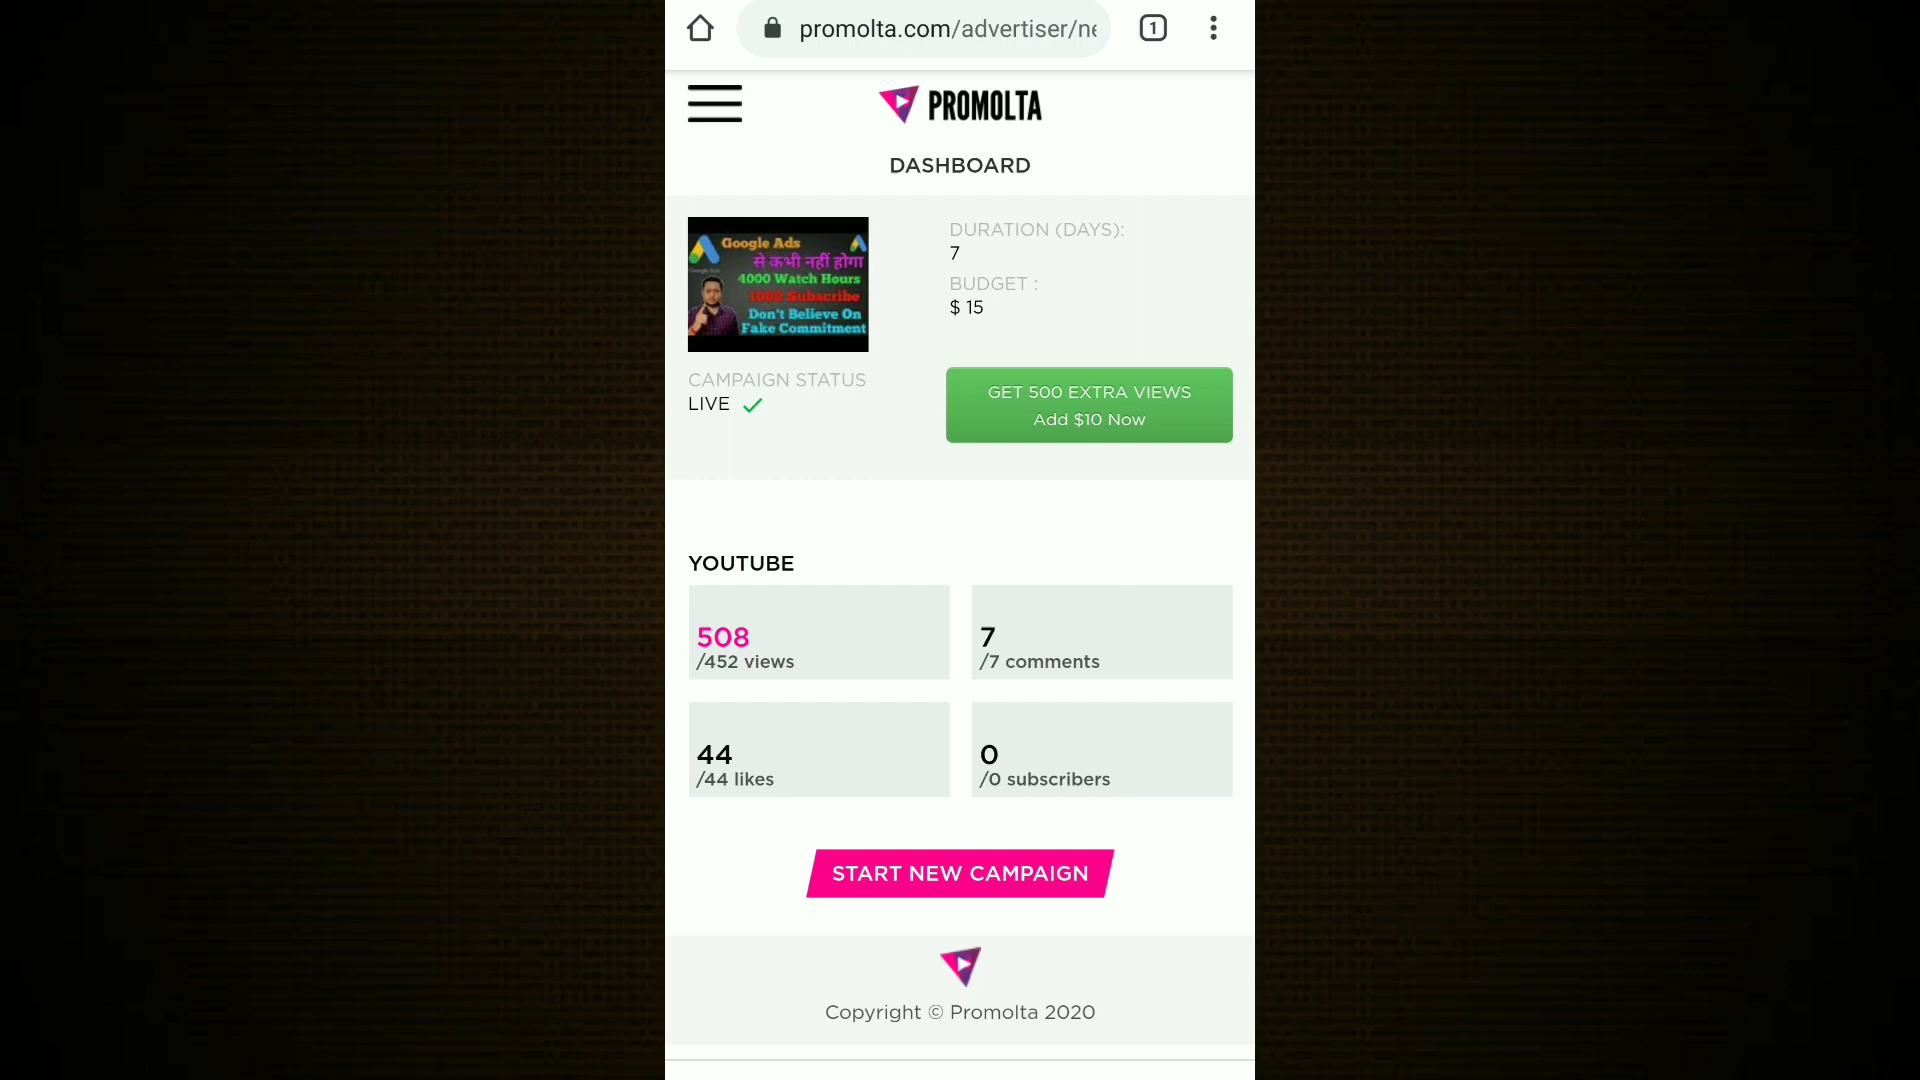 promolta.com/advertiser/ne
1
PROMOLTA
DASHBOARD
Google Ads
से कभी नहीं होगा
4000 Watch Hours
1000 Subscribe
Don't Believe On
Fake Commitment
DURATION (DAYS):
7
BUDGET :
$ 15
CAMPAIGN STATUS
LIVE
GET 500 EXTRA VIEWS
Add $10 Now
YOUTUBE
508
/452 views
7
/7 comments
44
/44 likes
0
/0 subscribers
START NEW CAMPAIGN
Copyright © Promolta 2020